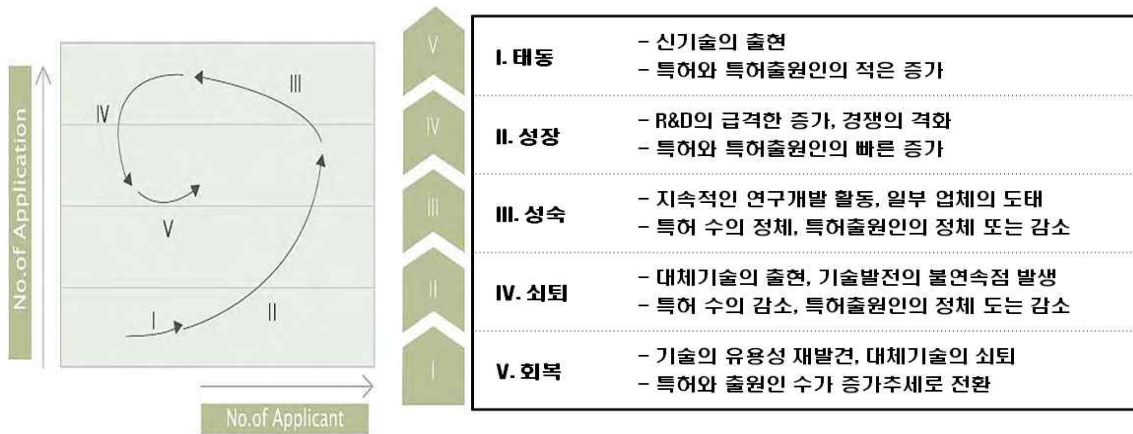 No.of Application
I
II
III
IV
V
No.of Applicant
V
IV
III
II
I
I. 태동
- 신기술의 출현
- 특허와 특허출원인의 적은 증가
II. 성장
- R&D의 급격한 증가, 경쟁의 격화
- 특허와 특허출원인의 빠른 증가
III. 성숙
- 지속적인 연구개발 활동, 일부 업체의 도태
- 특허 수의 정체, 특허출원인의 정체 또는 감소
IV. 쇠퇴
- 대체기술의 출현, 기술발전의 불연속점 발생
- 특허 수의 감소, 특허출원인의 정체 도는 감소
V. 회복
- 기술의 유용성 재발견, 대체기술의 쇠퇴
- 특허와 출원인 수가 증가추세로 전환